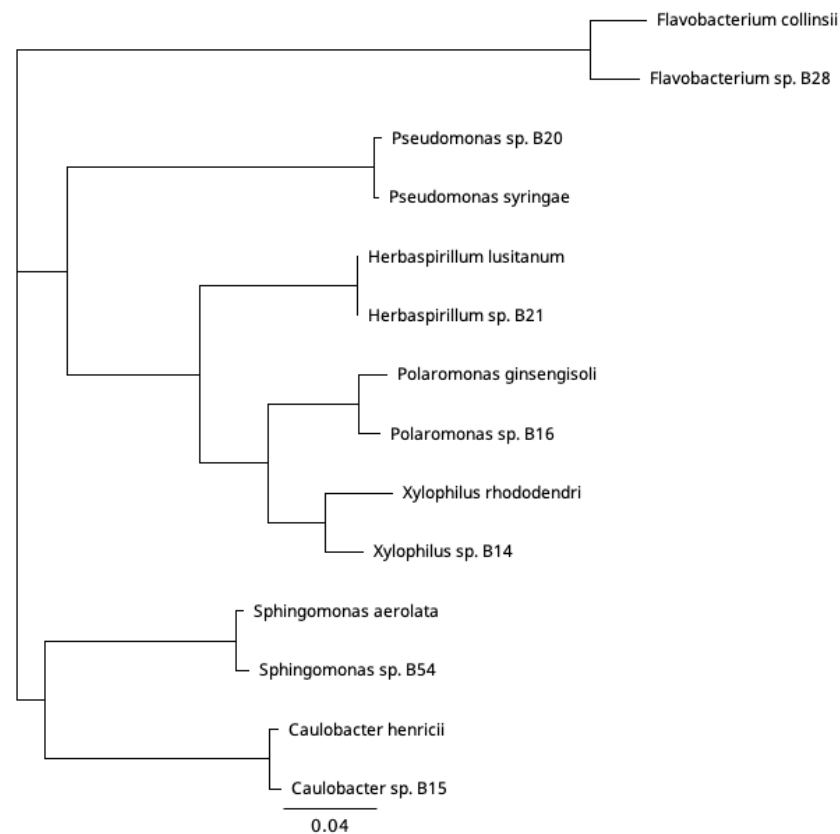 Flavobacterium collinsii
Flavobacterium sp. B28
Pseudomonas sp. B20
Pseudomonas syringae
Herbaspirillum lusitanum
Herbaspirillum sp. B21
Polaromonas ginsengisoli
Polaromonas sp. B16
Xylophilus rhododendri
Xylophilus sp. B14
Sphingomonas aerolata
Sphingomonas sp. B54
Caulobacter henricii
Caulobacter sp. B15
0.04